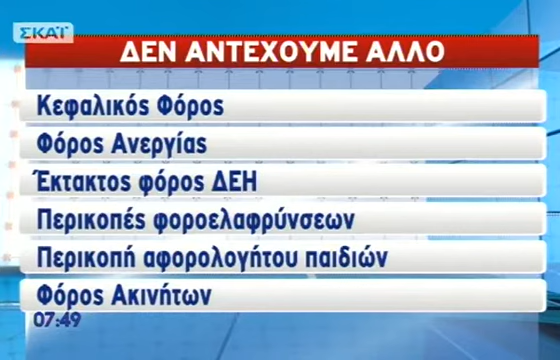 ΣΚΑΪ
ΔΕΝ ΑΝΤΕΧΟΥΜΕ ΑΛΛΟ
Κεφαλικός Φόρος
Φόρος Ανεργίας
Έκτακτος φόρος ΔΕΗ
Περικοπές φοροελαφρύνσεων
Περικοπή αφορολογήτου παιδιών
Φόρος Ακινήτων
07:49